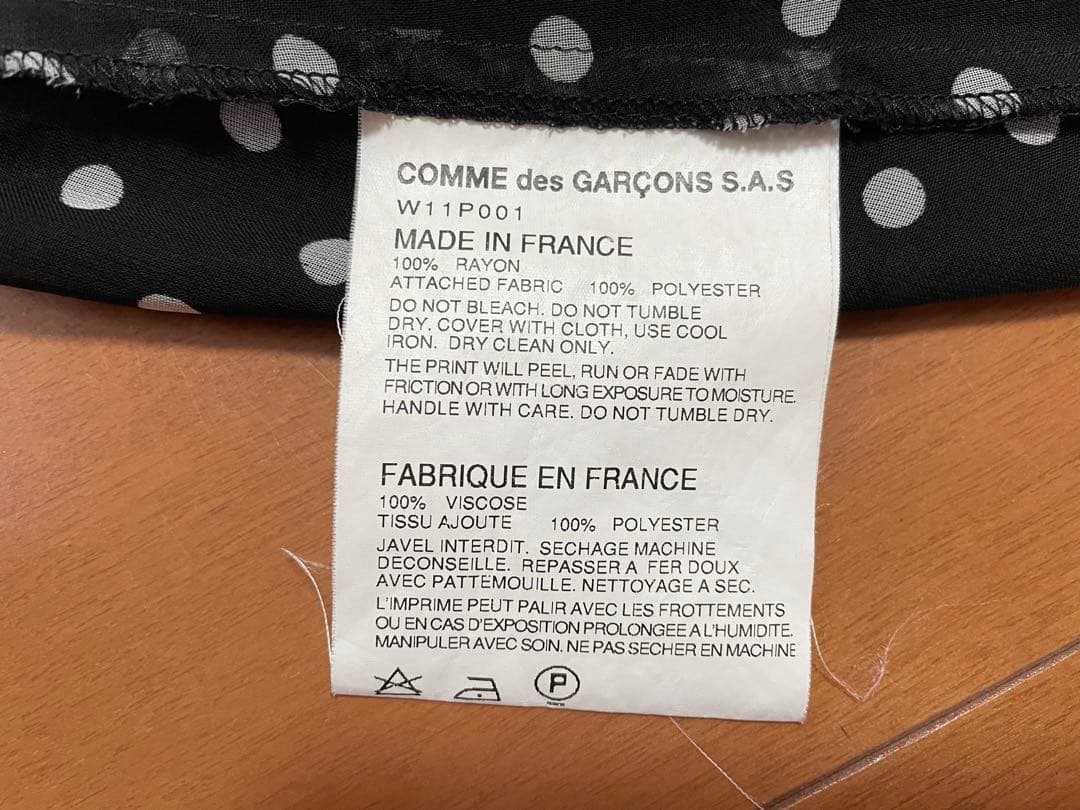 COMME des GARÇONS S.A.S
W11P001
MADE IN FRANCE
100% RAYON
ATTACHED FABRIC 100% POLYESTER
DO NOT BLEACH. DO NOT TUMBLE
DRY. COVER WITH CLOTH, USE COOL
IRON. DRY CLEAN ONLY.
THE PRINT WILL PEEL, RUN OR FADE WITH
FRICTION OR WITH LONG EXPOSURE TO MOISTURE.
HANDLE WITH CARE. DO NOT TUMBLE DRY.
FABRIQUE EN FRANCE
100% VISCOSE
TISSU AJOUTE 100% POLYESTER
JAVEL INTERDIT. SECHAGE MACHINE
DECONSEILLE. REPASSER A FER DOUX
AVEC PATTEMOUILLE. NETTOYAGE A SEC.
L'IMPRIME PEUT PALIR AVEC LES FROTTEMENTS
OU EN CAS D'EXPOSITION PROLONGEE A L'HUMIDITE.
MANIPULER AVEC SOIN. NE PAS SECHER EN MACHINE
P